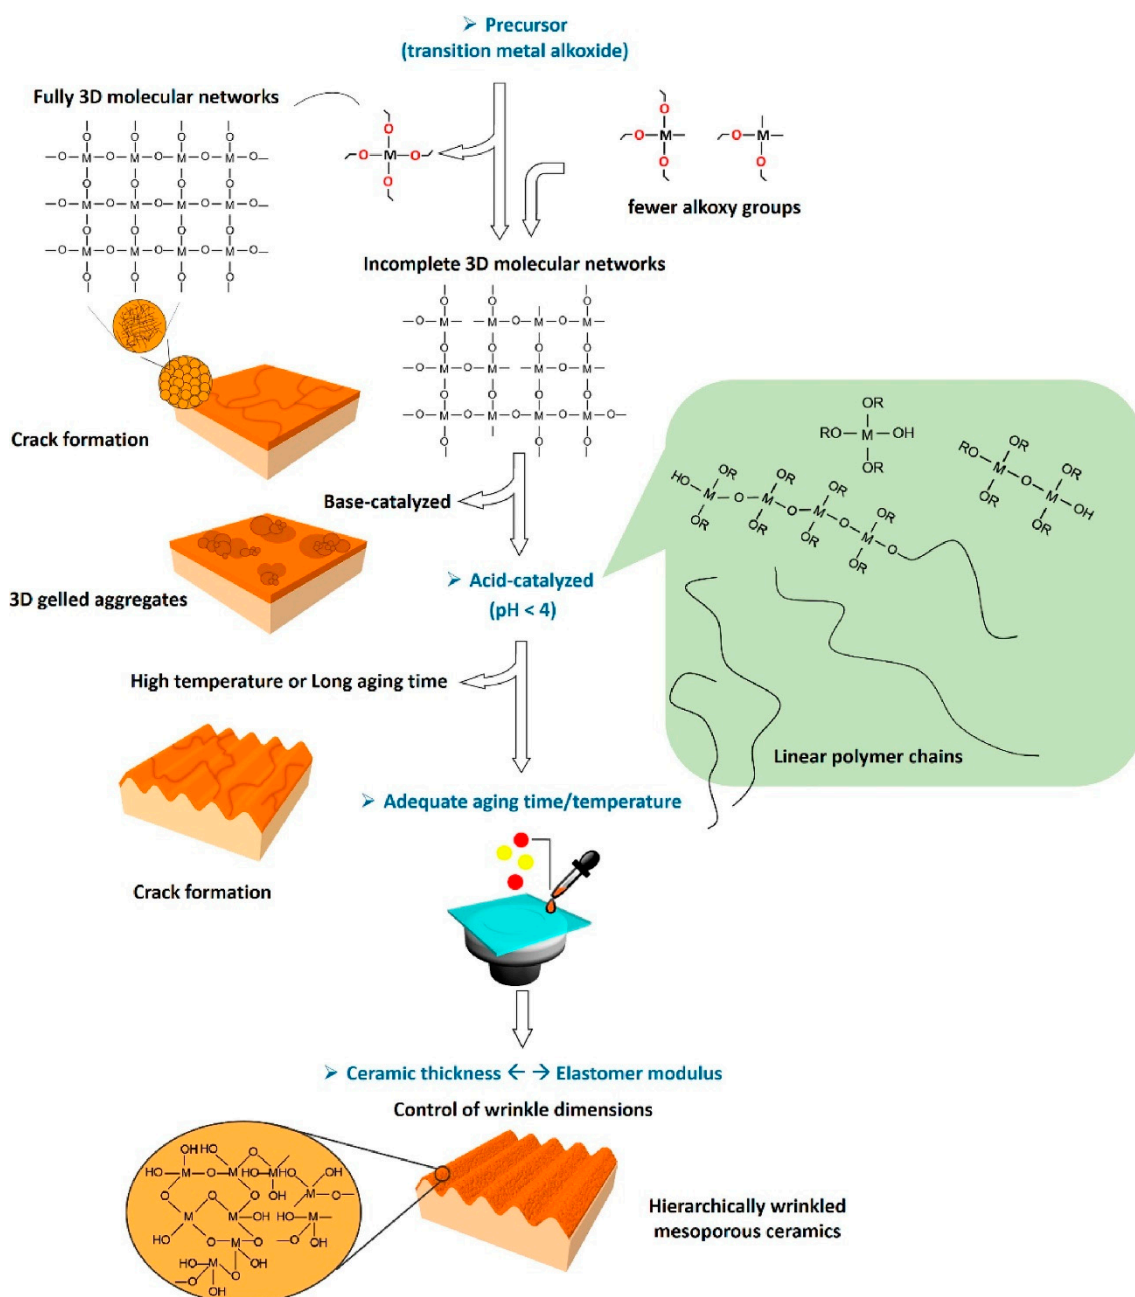 ➢ Precursor
(transition metal alkoxide)
Fully 3D molecular networks
fewer alkoxy groups
Incomplete 3D molecular networks
Crack formation
Base-catalyzed
3D gelled aggregates
➢ Acid-catalyzed
(pH < 4)
Linear polymer chains
High temperature or Long aging time
➢ Adequate aging time/temperature
Crack formation
➢ Ceramic thickness ← → Elastomer modulus
Control of wrinkle dimensions
Hierarchically wrinkled
mesoporous ceramics